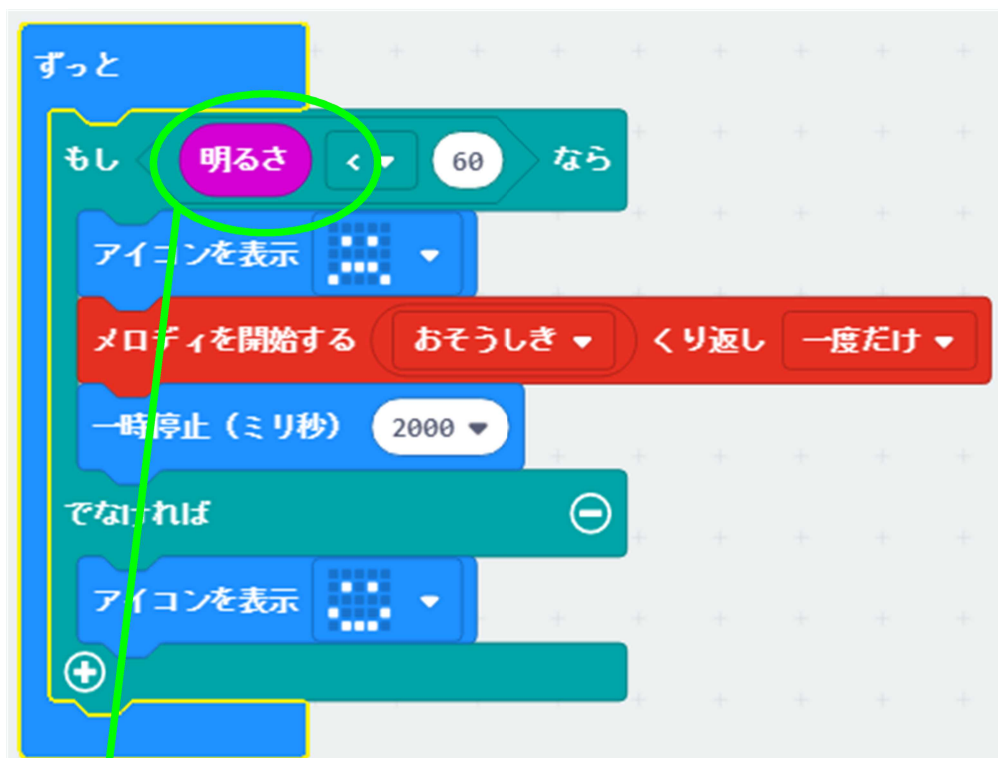 ずっと
もし 明るさ < 60 なら
アイコンを表示
メロディを開始する おそうしき くり返し 一度だけ
一時停止（ミリ秒） 2000
でなければ
アイコンを表示